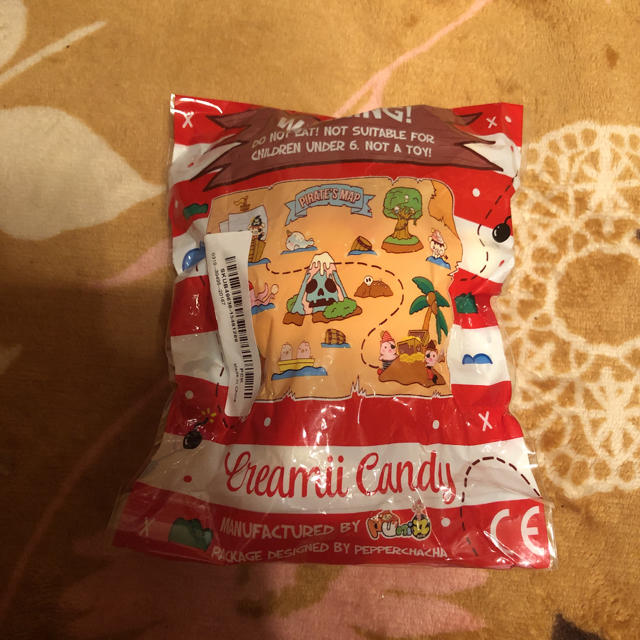 DO NOT EAT! NOT SUITABLE FOR
CHILDREN UNDER 6. NOT A TOY!
PIRATE'S MAP
Creamii Candy
MANUFACTURED BY
PACKAGE DESIGNED BY PEPPERCHACHA
CE